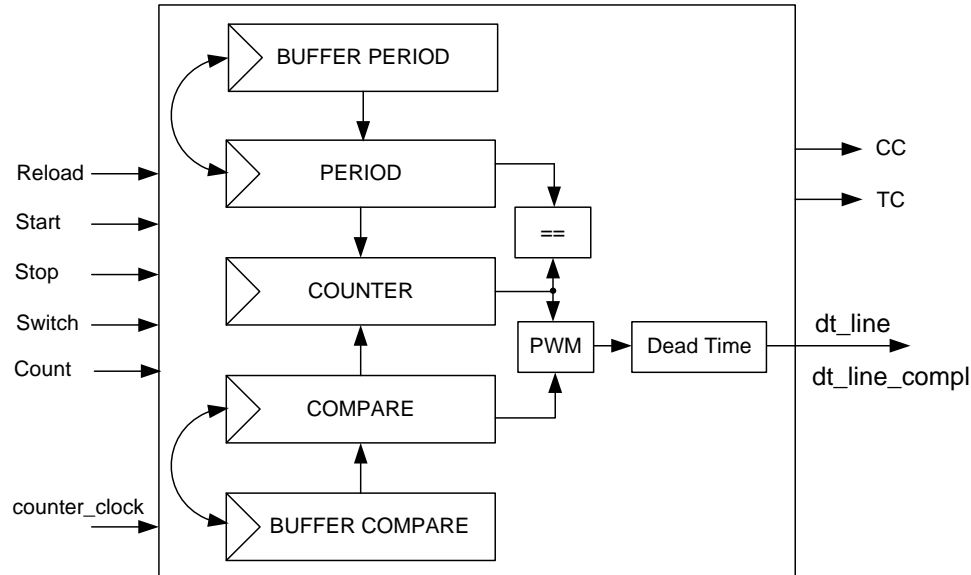 BUFFER PERIOD
PERIOD
==
COUNTER
PWM
Dead Time
COMPARE
BUFFER COMPARE
Reload
Start
Stop
Switch
Count
counter_clock
CC
TC
dt_line
dt_line_compl